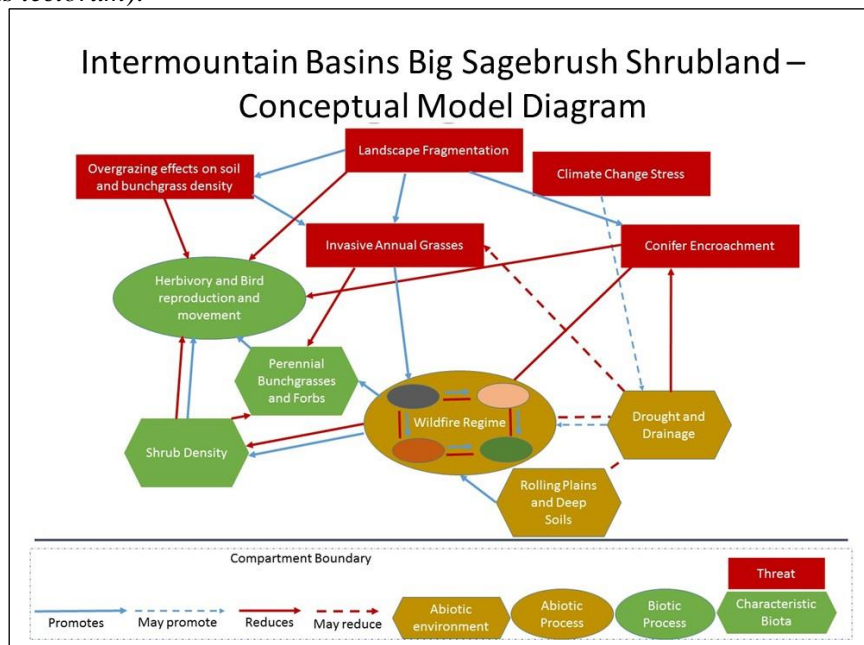 Intermountain Basins Big Sagebrush Shrubland –
Conceptual Model Diagram
Landscape Fragmentation
Overgrazing effects on soil
and bunchgrass density
Climate Change Stress
Invasive Annual Grasses
Conifer Encroachment
Herbivory and Bird
reproduction and
movement
Perennial
Bunchgrasses
and Forbs
Wildfire Regime
Drought and
Drainage
Shrub Density
Rolling Plains
and Deep
Soils
Compartment Boundary
Threat
Abiotic
environment
Abiotic
Process
Biotic
Process
Characteristic
Biota
Promotes
May promote
Reduces
May reduce